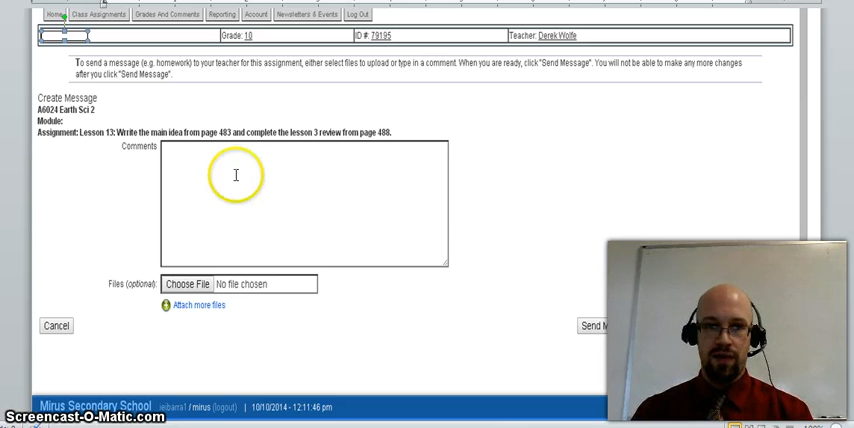 Home Class Assignments Grades And Comments Reporting Account Newsletters & Events Log Out
Grade: 10 ID #: 79195 Teacher: Derek Wolfe
To send a message (e.g. homework) to your teacher for this assignment, either select files to upload or type in a comment. When you are ready, click "Send Message". You will not be able to make any more changes
after you click "Send Message".
Create Message
A6024 Earth Sci 2
Module:
Assignment: Lesson 13: Wrrite the main idea from page 483 and complete the lesson 3 review from page 488.
Comments
Files (optional): Choose File No file chosen
Attach more files
Cancel Send M
Mirus Secondary School / mirus (logout) | 10/10/2014 - 12:11:46 pm
Screencast-O-Matic.com